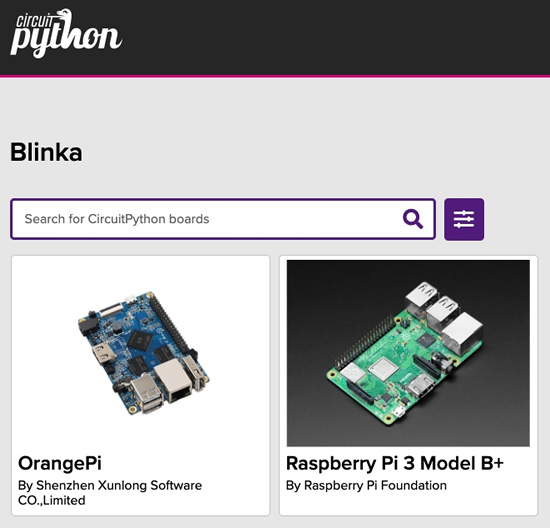 circuit
python
Blinka
Search for CircuitPython boards
OrangePi
By Shenzhen Xunlong Software
CO.,Limited
Raspberry Pi 3 Model B+
By Raspberry Pi Foundation